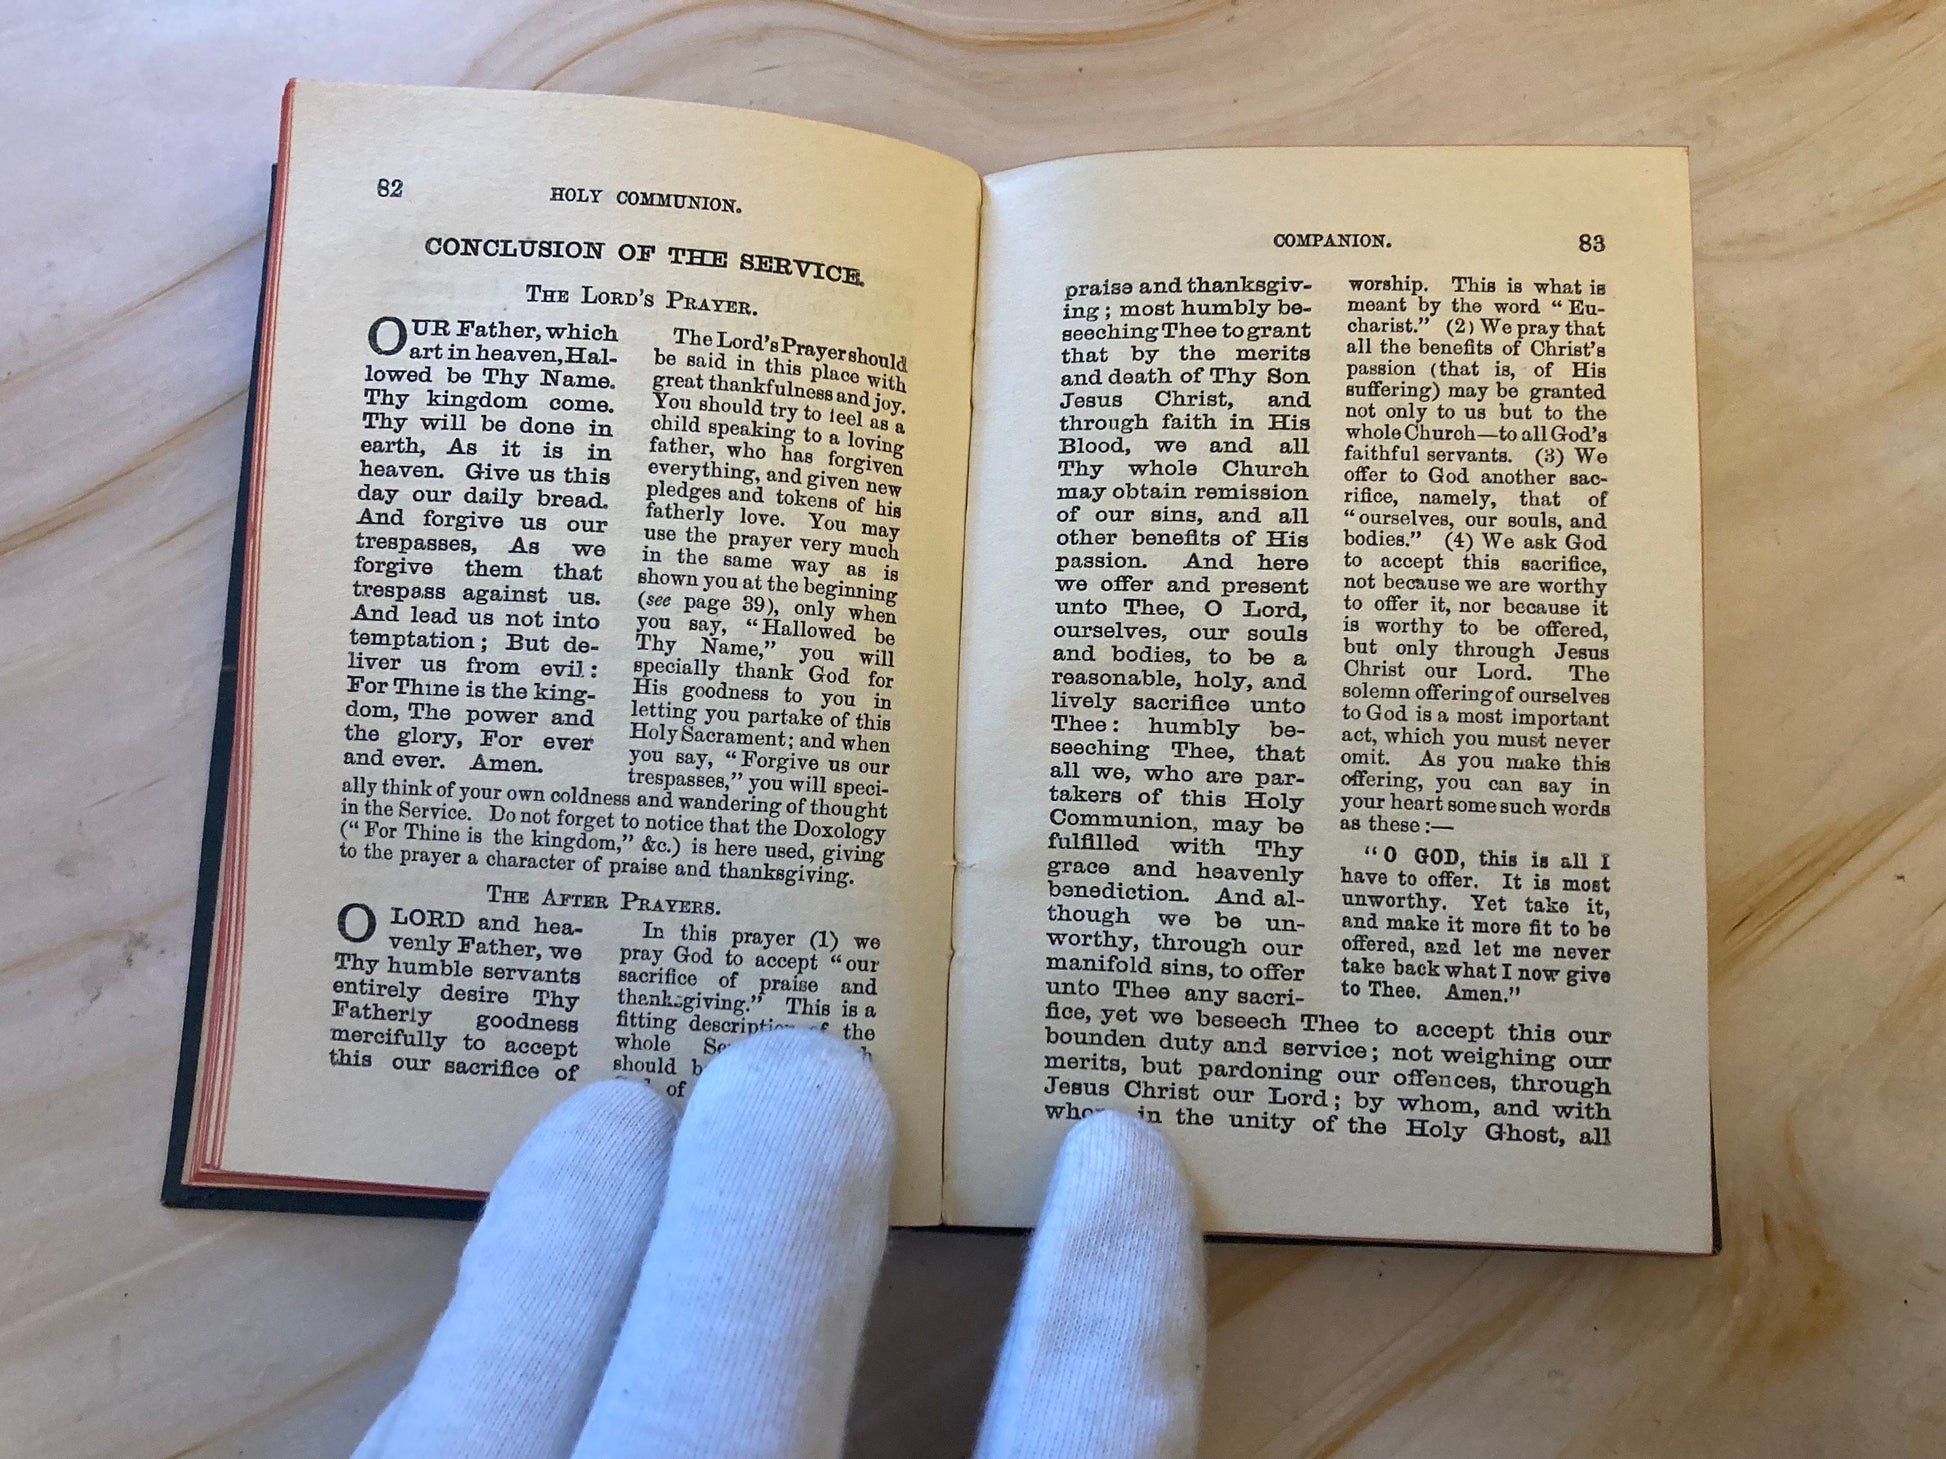 82
HOLY COMMUNION.
CONCLUSION OF THE SERVICE.
THE LORD'S PRAYER.
OUR Father, which
art in heaven, Hal-
lowed be Thy Name.
Thy kingdom come.
Thy will be done in
earth, As it is in
heaven. Give us this
day our daily bread.
And forgive us our
trespasses, As we
forgive them that
trespass against us.
And lead us not into
temptation; But de-
liver us from evil:
For Thine is the king-
dom, The power and
the glory, For ever
and ever. Amen.
The Lord's Prayer should
be said in this place with
great thankfulness and joy.
You should try to feel as a
child speaking to a loving
father, who has forgiven
everything, and given new
pledges and tokens of his
fatherly love. You may
use the prayer very much
in the same way as is
shown you at the beginning
(see page 39), only when
you say, "Hallowed be
Thy Name," you will
specially thank God for
His goodness to you in
letting you partake of this
Holy Sacrament; and when
you say, "Forgive us our
trespasses," you will speci-
ally think of your own coldness and wandering of thought
in the Service. Do not forget to notice that the Doxology
("For Thine is the kingdom," &c.) is here used, giving
to the prayer a character of praise and thanksgiving.
THE AFTER PRAYERS.
O LORD and hea-
venly Father, we
Thy humble servants
entirely desire Thy
Fatherly goodness
mercifully to accept
this our sacrifice of
In this prayer (1) we
pray God to accept "our
sacrifice of praise and
thanksgiving." This is a
fitting description of the
whole
should
of
COMPANION.
83
praise and thanksgiv-
ing; most humbly be-
seeching Thee to grant
that by the merits
and death of Thy Son
Jesus Christ, and
through faith in His
Blood, we and all
Thy whole Church
may obtain remission
of our sins, and all
other benefits of His
passion. And here
we offer and present
unto Thee, O Lord,
ourselves, our souls
and bodies, to be a
reasonable, holy, and
lively sacrifice unto
Thee: humbly be-
seeching Thee, that
all we, who are par-
takers of this Holy
Communion, may be
fulfilled with Thy
grace and heavenly
benediction. And al-
though we be un-
worthy, through our
manifold sins, to offer
unto Thee any sacri-
worship. This is what is
meant by the word "Eu-
charist." (2) We pray that
all the benefits of Christ's
passion (that is, of His
suffering) may be granted
not only to us but to the
whole Church—to all God's
faithful servants. (3) We
offer to God another sac-
rifice, namely, that of
"ourselves, our souls, and
bodies." (4) We ask God
to accept this sacrifice,
not because we are worthy
to offer it, nor because it
is worthy to be offered,
but only through Jesus
Christ our Lord. The
solemn offering of ourselves
to God is a most important
act, which you must never
omit. As you make this
offering, you can say in
your heart some such words
as these:—
"O GOD, this is all I
have to offer. It is most
unworthy. Yet take it,
and make it more fit to be
offered, and let me never
take back what I now give
to Thee. Amen."
fice, yet we beseech Thee to accept this our
bounden duty and service; not weighing our
merits, but pardoning our offences, through
Jesus Christ our Lord; by whom, and with
whom in the unity of the Holy Ghost, all